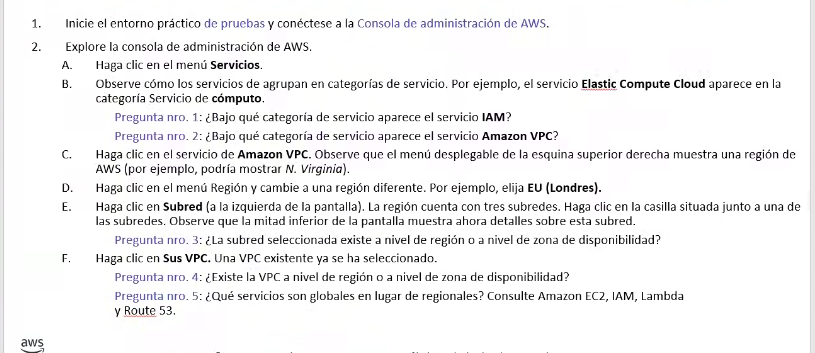 1. Inicie el entorno práctico de pruebas y conéctese a la Consola de administración de AWS.
2. Explore la consola de administración de AWS.
A. Haga clic en el menú Servicios.
B. Observe cómo los servicios de agrupan en categorías de servicio. Por ejemplo, el servicio Elastic Compute Cloud aparece en la
categoría Servicio de cómputo.
Pregunta nro. 1: ¿Bajo qué categoría de servicio aparece el servicio IAM?
Pregunta nro. 2: ¿Bajo qué categoría de servicio aparece el servicio Amazon VPC?
C. Haga clic en el servicio de Amazon VPC. Observe que el menú desplegable de la esquina superior derecha muestra una región de
AWS (por ejemplo, podría mostrar N. Virginia).
D. Haga clic en el menú Región y cambie a una región diferente. Por ejemplo, elija EU (Londres).
E. Haga clic en Subred (a la izquierda de la pantalla). La región cuenta con tres subredes. Haga clic en la casilla situada junto a una de
las subredes. Observe que la mitad inferior de la pantalla muestra ahora detalles sobre esta subred.
Pregunta nro. 3: ¿La subred seleccionada existe a nivel de región o a nivel de zona de disponibilidad?
F. Haga clic en Sus VPC. Una VPC existente ya se ha seleccionado.
Pregunta nro. 4: ¿Existe la VPC a nivel de región o a nivel de zona de disponibilidad?
Pregunta nro. 5: ¿Qué servicios son globales en lugar de regionales? Consulte Amazon EC2, IAM, Lambda
y Route 53.
aws